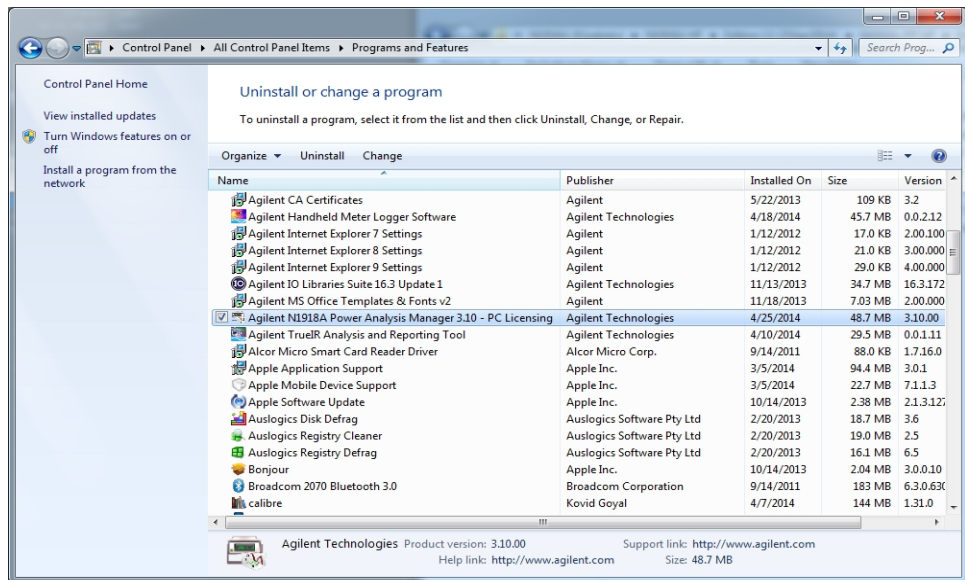 Control Panel ▸ All Control Panel Items ▸ Programs and Features
Search Prog...
Control Panel Home
View installed updates
Turn Windows features on or
off
Install a program from the
network
Uninstall or change a program
To uninstall a program, select it from the list and then click Uninstall, Change, or Repair.
Organize Uninstall Change
Name Publisher Installed On Size Version
Agilent CA Certificates Agilent 5/22/2013 109 KB 3.2
Agilent Handheld Meter Logger Software Agilent Technologies 4/18/2014 45.7 MB 0.0.2.12
Agilent Internet Explorer 7 Settings Agilent 1/12/2012 17.0 KB 2.00.100
Agilent Internet Explorer 8 Settings Agilent 1/12/2012 21.0 KB 3.00.000
Agilent Internet Explorer 9 Settings Agilent 1/12/2012 29.0 KB 4.00.000
Agilent IO Libraries Suite 16.3 Update 1 Agilent Technologies 11/13/2013 34.7 MB 16.3.172
Agilent MS Office Templates & Fonts v2 Agilent 11/18/2013 7.03 MB 2.00.000
Agilent N1918A Power Analysis Manager 3.10 - PC Licensing Agilent Technologies 4/25/2014 48.7 MB 3.10.00
Agilent TrueIR Analysis and Reporting Tool Agilent Technologies 4/10/2014 29.5 MB 0.0.1.11
Alcor Micro Smart Card Reader Driver Alcor Micro Corp. 9/14/2011 88.0 KB 1.7.16.0
Apple Application Support Apple Inc. 3/5/2014 94.4 MB 3.0.1
Apple Mobile Device Support Apple Inc. 3/5/2014 22.7 MB 7.1.1.3
Apple Software Update Apple Inc. 10/14/2013 2.38 MB 2.1.3.127
Auslogics Disk Defrag Auslogics Software Pty Ltd 2/20/2013 18.7 MB 3.6
Auslogics Registry Cleaner Auslogics Software Pty Ltd 2/20/2013 19.0 MB 2.5
Auslogics Registry Defrag Auslogics Software Pty Ltd 2/20/2013 16.1 MB 6.5
Bonjour Apple Inc. 10/14/2013 2.04 MB 3.0.0.10
Broadcom 2070 Bluetooth 3.0 Broadcom Corporation 9/14/2011 183 MB 6.3.0.630
calibre Kovid Goyal 4/7/2014 144 MB 1.31.0
Agilent Technologies Product version: 3.10.00 Support link: http://www.agilent.com
Help link: http://www.agilent.com Size: 48.7 MB